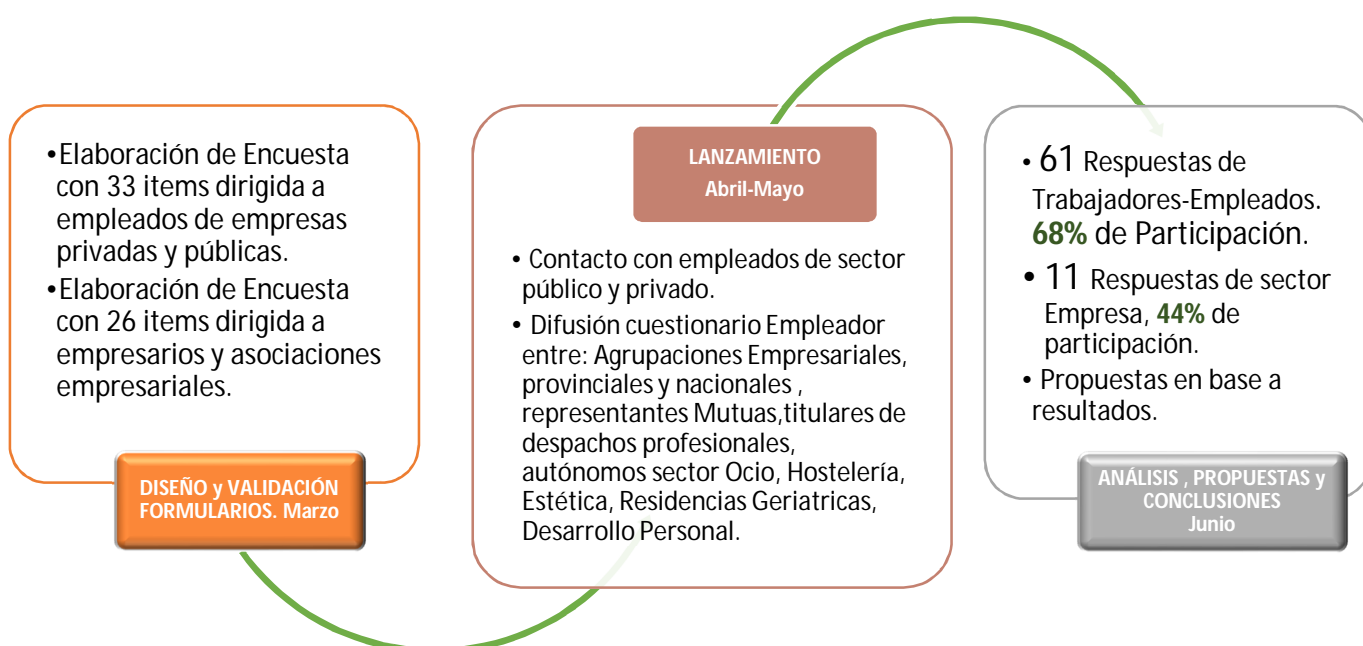 •Elaboración de Encuesta
con 33 items dirigida a
empleados de empresas
privadas y públicas.
•Elaboración de Encuesta
con 26 items dirigida a
empresarios y asociaciones
empresariales.
DISEÑO y VALIDACIÓN
FORMULARIOS. Marzo
LANZAMIENTO
Abril-Mayo
• Contacto con empleados de sector
público y privado.
• Difusión cuestionario Empleador
entre: Agrupaciones Empresariales,
provinciales y nacionales ,
representantes Mutuas,titulares de
despachos profesionales,
autónomos sector Ocio, Hostelería,
Estética, Residencias Geriatricas,
Desarrollo Personal.
• 61 Respuestas de
Trabajadores-Empleados.
68% de Participación.
• 11 Respuestas de sector
Empresa, 44% de
participación.
• Propuestas en base a
resultados.
ANÁLISIS , PROPUESTAS y
CONCLUSIONES
Junio